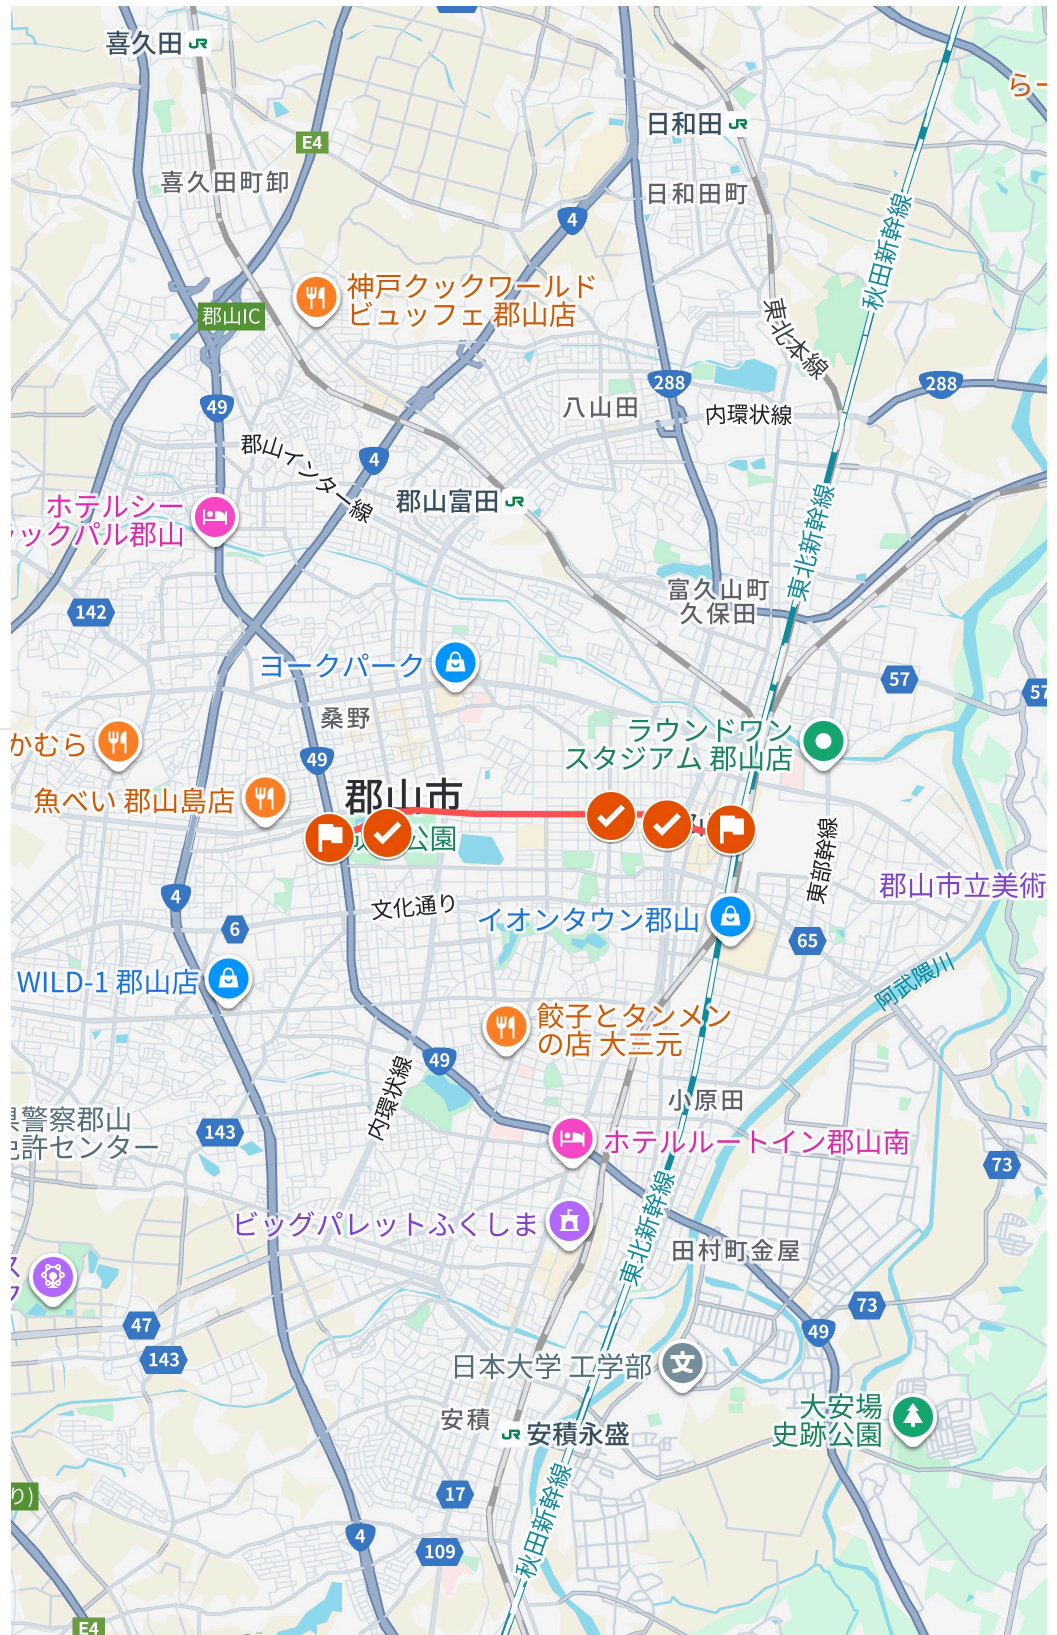 喜久田
日和田
らー
E4
喜久田町卸
日和田町
4
秋田新幹線
神戸クックワールド
ビュッフェ 郡山店
郡山IC
東北本線
288
288
49
八山田
内環状線
郡山インター線
4
郡山富田
ホテルシー
ックパル郡山
東北新幹線
142
富久山町
久保田
ヨークパーク
57
57
桑野
かむら
ラウンドワン
スタジアム 郡山店
49
魚べい 郡山島店
郡山市
公園
東部幹線
4
文化通り
イオンタウン郡山
郡山市立美術
6
65
WILD-1 郡山店
阿武隈川
餃子とタンメン
の店 大三元
49
内環状線
小原田
県警察郡山
免許センター
143
ホテルルートイン郡山南
73
東北新幹線
ビッグパレットふくしま
田村町金屋
ス
ク
47
73
49
143
日本大学 工学部
大安場
史跡公園
安積
安積永盛
り)
17
秋田新幹線
4
109
E4